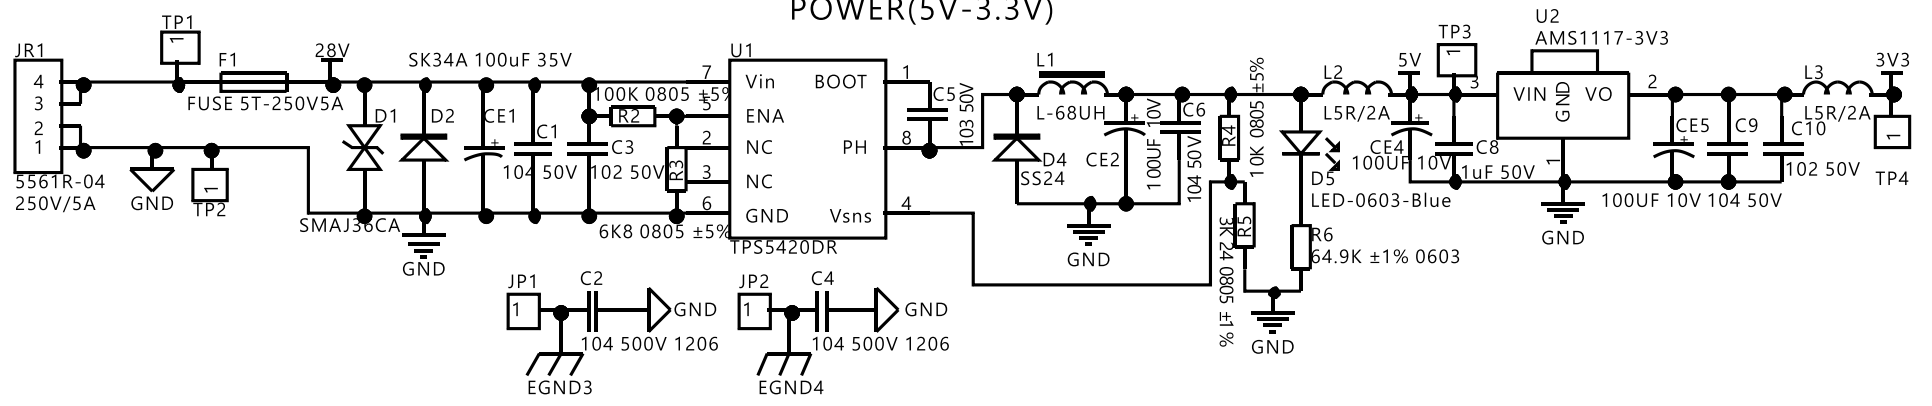 POWER(5V-3.3V)
JR1
4
3
2
1
5561R-04
250V/5A
TP1
1
F1
FUSE 5T-250V5A
28V
GND
1
TP2
D1
SMAJ36CA
SK34A 100uF 35V
D2
CE1
+
GND
C1
104 50V
C3
102 50V
100K 0805 ±5%
R2
R3
6K8 0805 ±5%
U1
7 Vin
5 ENA
2 NC
3 NC
6 GND
BOOT 1
PH 8
Vsns 4
TPS5420DR
C5
103 50V
L1
L-68UH
D4
SS24
CE2
+
100UF 10V
C6
104 50V
GND
R4
10K 0805 ±5%
R5
3K24 0805 ±1%
D5
LED-0603-Blue
R6
64.9K ±1% 0603
GND
L2
L5R/2A
5V
CE4
+
100UF 10V
TP3
1
C8
1uF 50V
U2
AMS1117-3V3
3
VIN
GND
VO
2
1
GND
CE5
+
100UF 10V
C9
104 50V
C10
102 50V
L3
L5R/2A
3V3
1
TP4
JP1
1
C2
GND
104 500V 1206
EGND3
JP2
1
C4
GND
104 500V 1206
EGND4